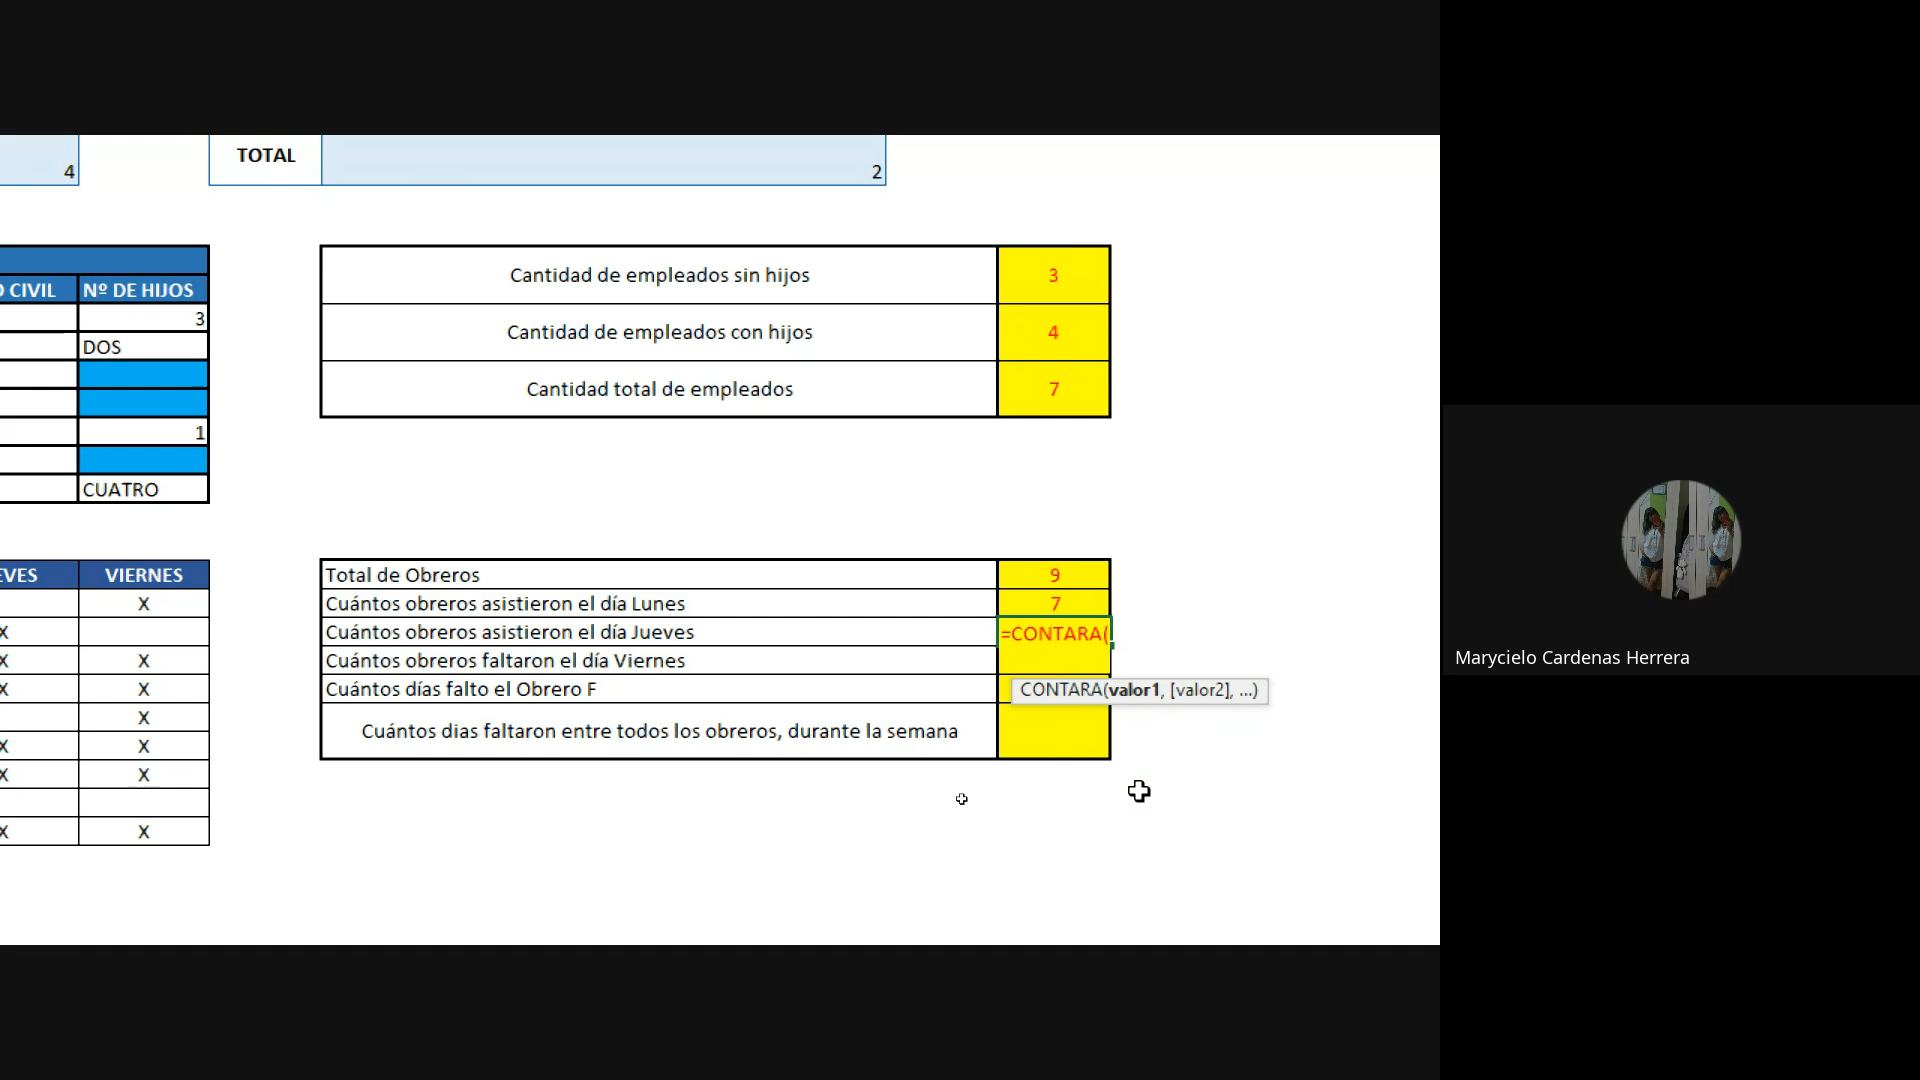 4
TOTAL
2
O CIVIL
Nº DE HIJOS
3
DOS
1
CUATRO
Cantidad de empleados sin hijos
3
Cantidad de empleados con hijos
4
Cantidad total de empleados
7
EVES
VIERNES
X
X
X X
X X
X
X X
X X
X X
Total de Obreros
9
Cuántos obreros asistieron el día Lunes
7
Cuántos obreros asistieron el día Jueves
=CONTARA(
Cuántos obreros faltaron el día Viernes
Cuántos días falto el Obrero F
CONTARA(valor1, [valor2], ...)
Cuántos dias faltaron entre todos los obreros, durante la semana
Marycielo Cardenas Herrera